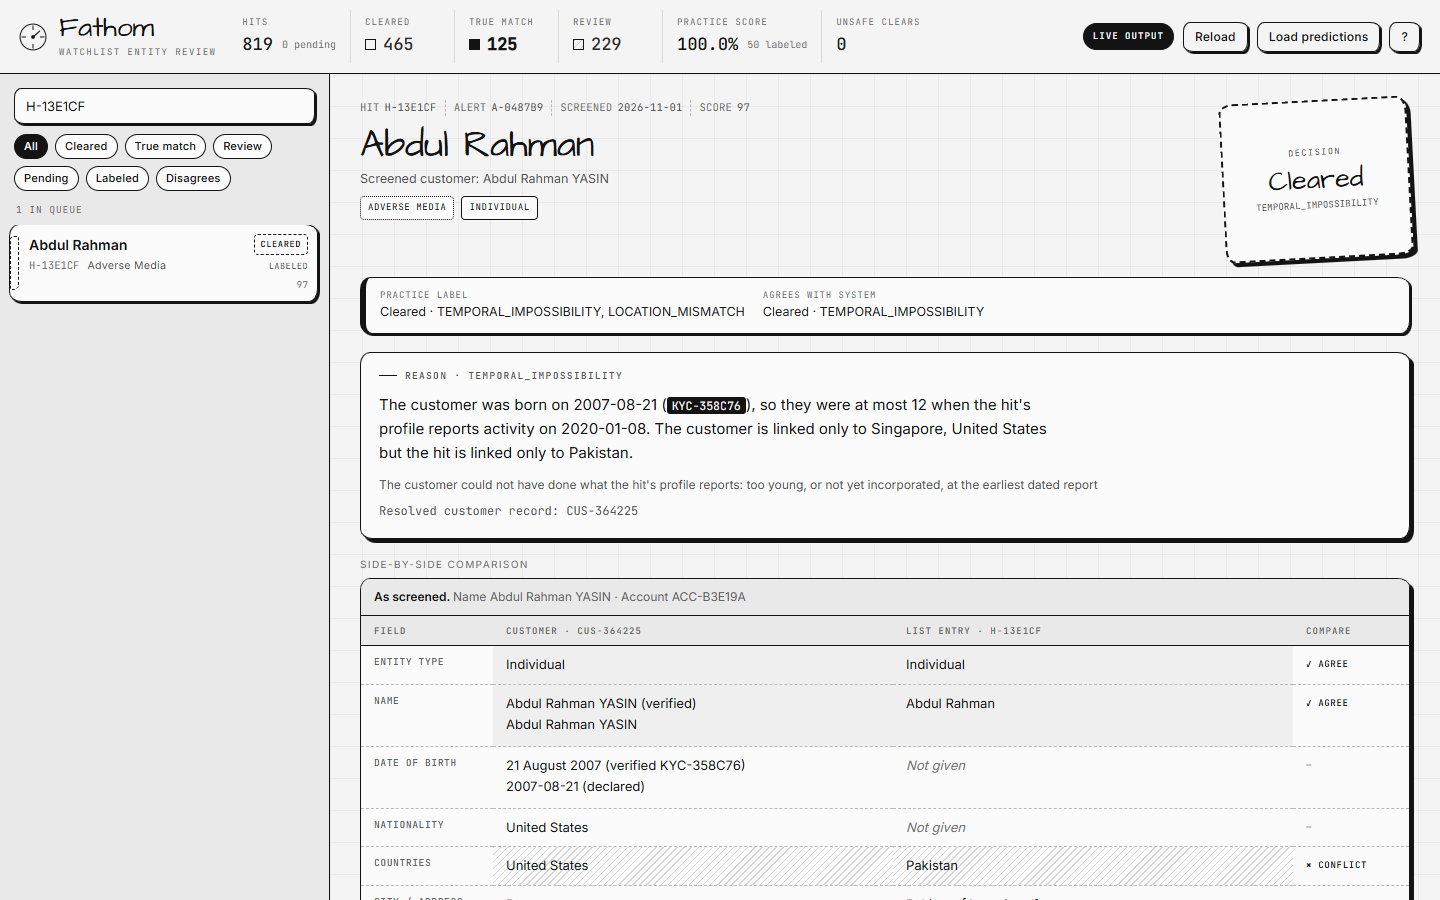 Fathom
WATCHLIST ENTITY REVIEW
HITS
819 0 pending
CLEARED
465
TRUE MATCH
125
REVIEW
229
PRACTICE SCORE
100.0% 50 labeled
UNSAFE CLEARS
0
LIVE OUTPUT
Reload
Load predictions
?
H-13E1CF
All
Cleared
True match
Review
Pending
Labeled
Disagrees
1 IN QUEUE
Abdul Rahman
CLEARED
H-13E1CF Adverse Media
LABELED
97
HIT H-13E1CF
ALERT A-0487B9
SCREENED 2026-11-01
SCORE 97
Abdul Rahman
Screened customer: Abdul Rahman YASIN
ADVERSE MEDIA
INDIVIDUAL
DECISION
Cleared
TEMPORAL_IMPOSSIBILITY
PRACTICE LABEL
Cleared · TEMPORAL_IMPOSSIBILITY, LOCATION_MISMATCH
AGREES WITH SYSTEM
Cleared · TEMPORAL_IMPOSSIBILITY
REASON · TEMPORAL_IMPOSSIBILITY
The customer was born on 2007-08-21 (KYC-358C76), so they were at most 12 when the hit's
profile reports activity on 2020-01-08. The customer is linked only to Singapore, United States
but the hit is linked only to Pakistan.
The customer could not have done what the hit's profile reports: too young, or not yet incorporated, at the earliest dated report
Resolved customer record: CUS-364225
SIDE-BY-SIDE COMPARISON
As screened. Name Abdul Rahman YASIN · Account ACC-B3E19A
FIELD
CUSTOMER · CUS-364225
LIST ENTRY · H-13E1CF
COMPARE
ENTITY TYPE
Individual
Individual
✓ AGREE
NAME
Abdul Rahman YASIN (verified)
Abdul Rahman YASIN
Abdul Rahman
✓ AGREE
DATE OF BIRTH
21 August 2007 (verified KYC-358C76)
2007-08-21 (declared)
Not given
–
NATIONALITY
United States
Not given
–
COUNTRIES
United States
Pakistan
× CONFLICT